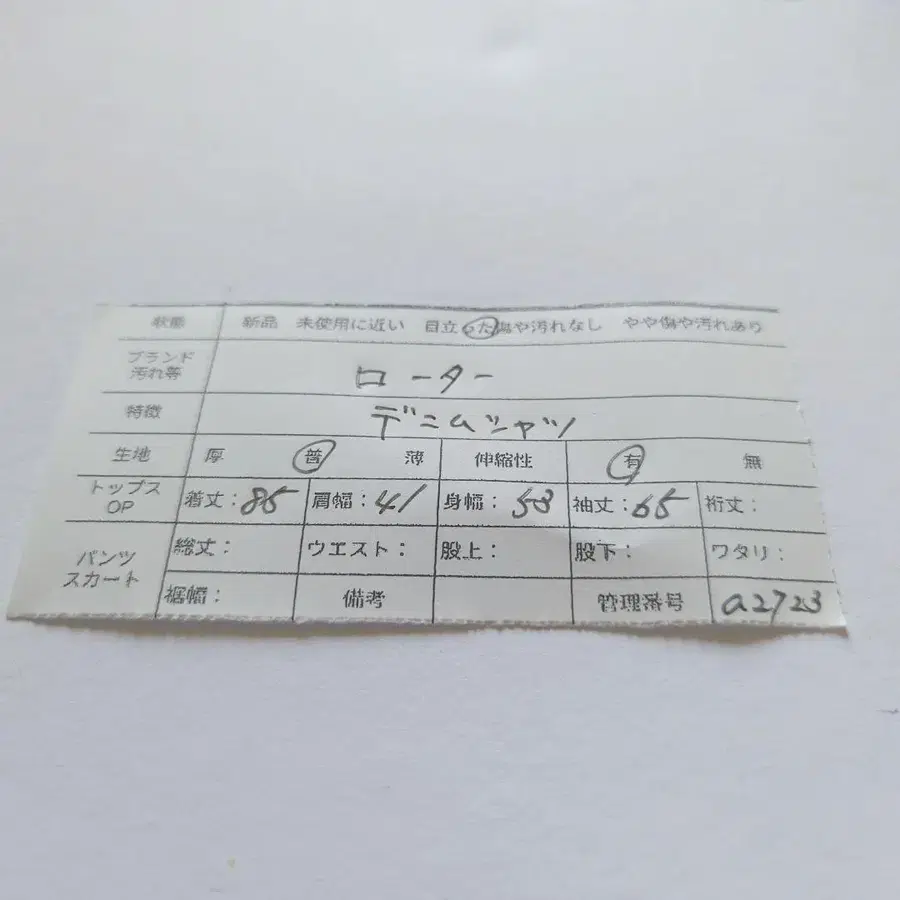 状態 新品 未使用に近い 目立った傷や汚れなし やや傷や汚れあり
ブランド
汚れ等 ローター
特徴 デニムシャツ
生地 厚 普 薄 伸縮性 有 無
トップス
OP 着丈：85 肩幅：41 身幅：53 袖丈：65 裄丈：
パンツ
スカート 総丈： ウエスト： 股上： 股下： ワタリ：
裾幅： 備考 管理番号 a2723